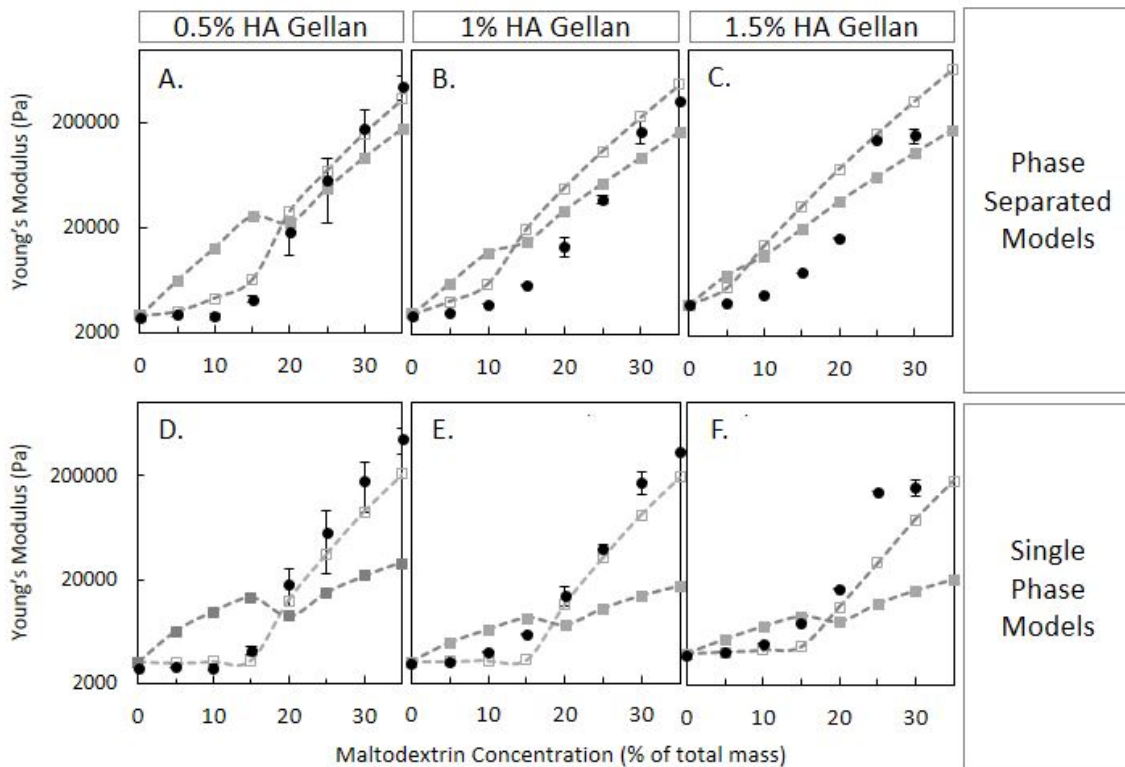 0.5% HA Gellan 1% HA Gellan 1.5% HA Gellan
A. B. C.
Young's Modulus (Pa)
200000
20000
2000
0 10 20 30 0 10 20 30 0 10 20 30
Phase
Separated
Models
D. E. F.
Young's Modulus (Pa)
200000
20000
2000
0 10 20 30 0 10 20 30 0 10 20 30
Single
Phase
Models
Maltodextrin Concentration (% of total mass)